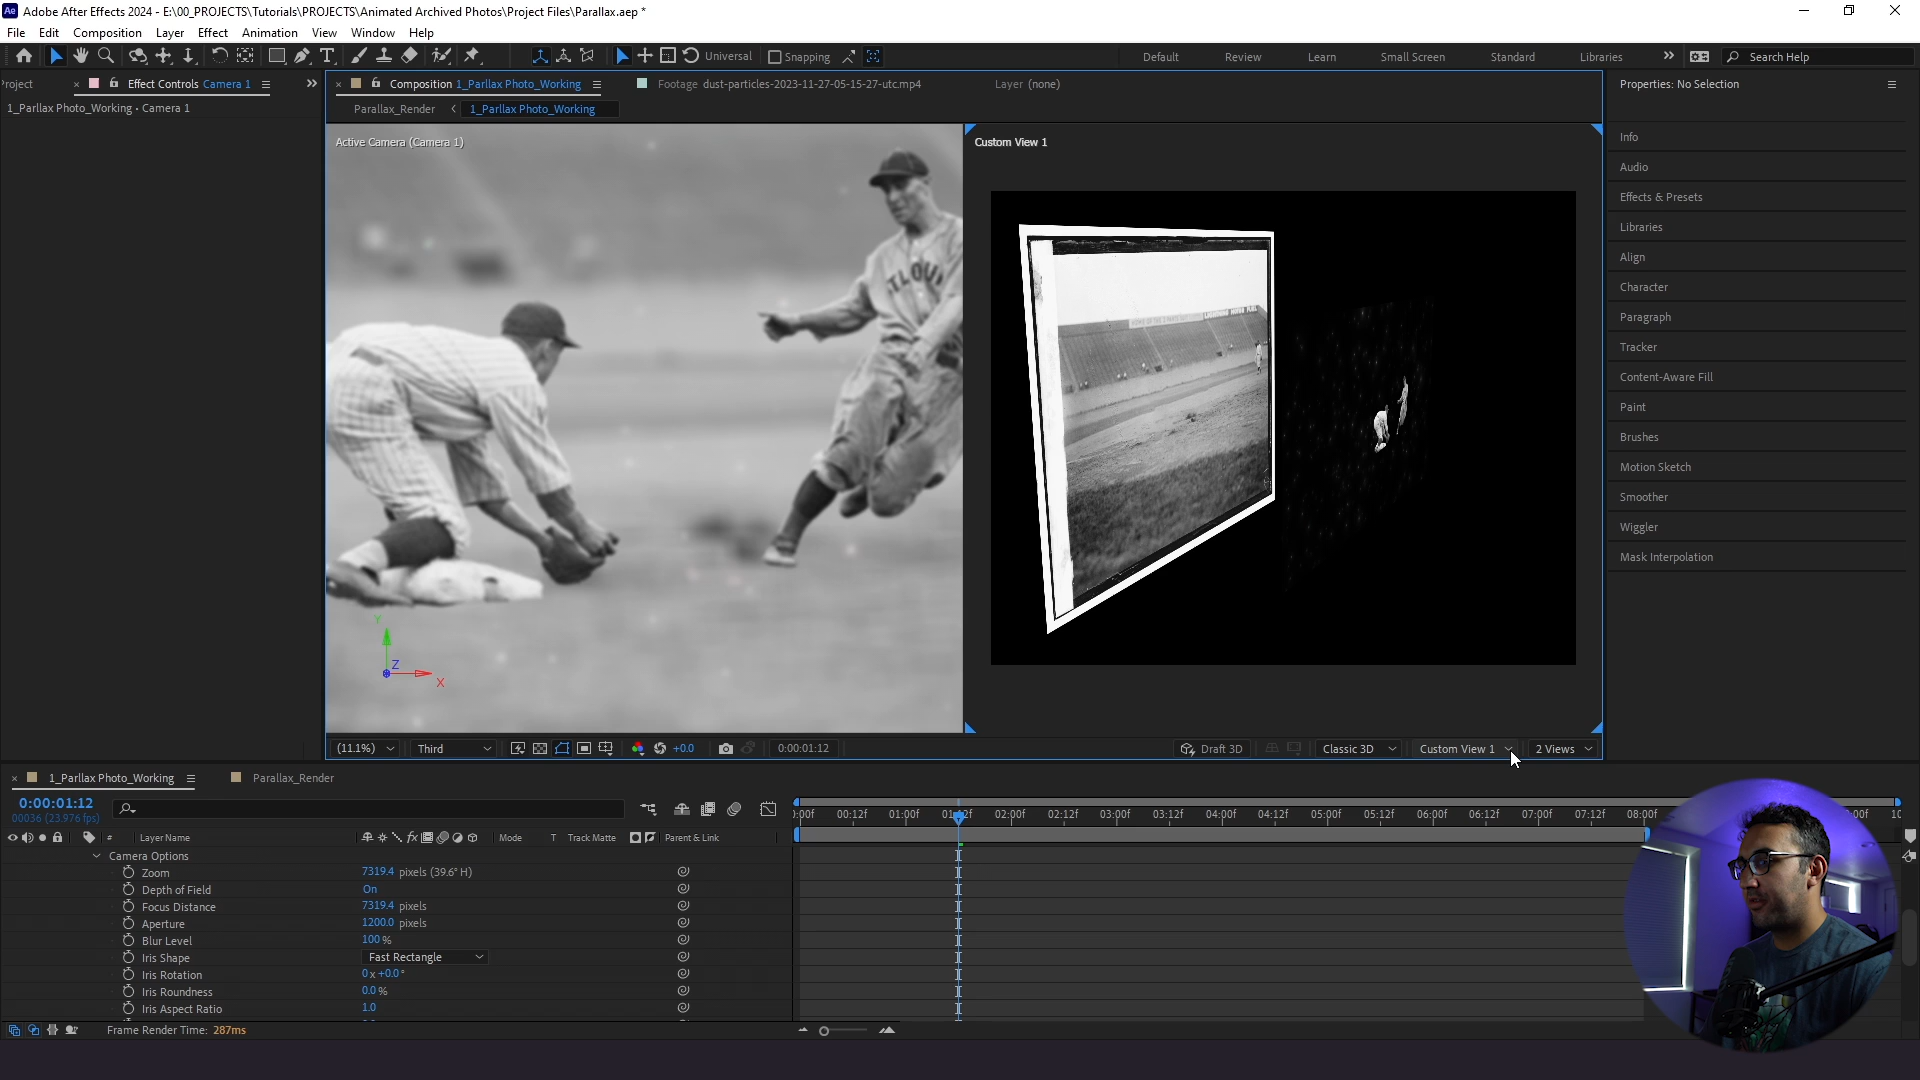 Ae Adobe After Effects 2024 - E:\00_PROJECTS\Tutorials\PROJECTS\Animated Archived Photos\Project Files\Parallax.aep *
File Edit Composition Layer Effect Animation View Window Help
Universal Snapping Default Review Learn Small Screen Standard Libraries Search Help
roject Effect Controls Camera 1 Composition 1_Parllax Photo_Working Footage dust-particles-2023-11-27-05-15-27-utc.mp4 Layer (none) Properties: No Selection
1_Parllax Photo_Working • Camera 1 Parallax_Render 1_Parllax Photo_Working
Active Camera (Camera 1) Custom View 1
Info
Audio
Effects & Presets
Libraries
Align
Character
Paragraph
Tracker
Content-Aware Fill
Paint
Brushes
Motion Sketch
Smoother
Wiggler
Mask Interpolation
Y
Z
X
(11.1%) Third +0.0 0:00:01:12 Draft 3D Classic 3D Custom View 1 2 Views
1_Parllax Photo_Working Parallax_Render
0:00:01:12
00036 (23.976 fps)
:00f 00:12f 01:00f 01:12f 02:00f 02:12f 03:00f 03:12f 04:00f 04:12f 05:00f 05:12f 06:00f 06:12f 07:00f 07:12f 08:00f
# Layer Name fx Mode T Track Matte Parent & Link
Camera Options
Zoom 7319.4 pixels (39.6° H)
Depth of Field On
Focus Distance 7319.4 pixels
Aperture 1200.0 pixels
Blur Level 100 %
Iris Shape Fast Rectangle
Iris Rotation 0 x +0.0 °
Iris Roundness 0.0 %
Iris Aspect Ratio 1.0
Frame Render Time: 287ms